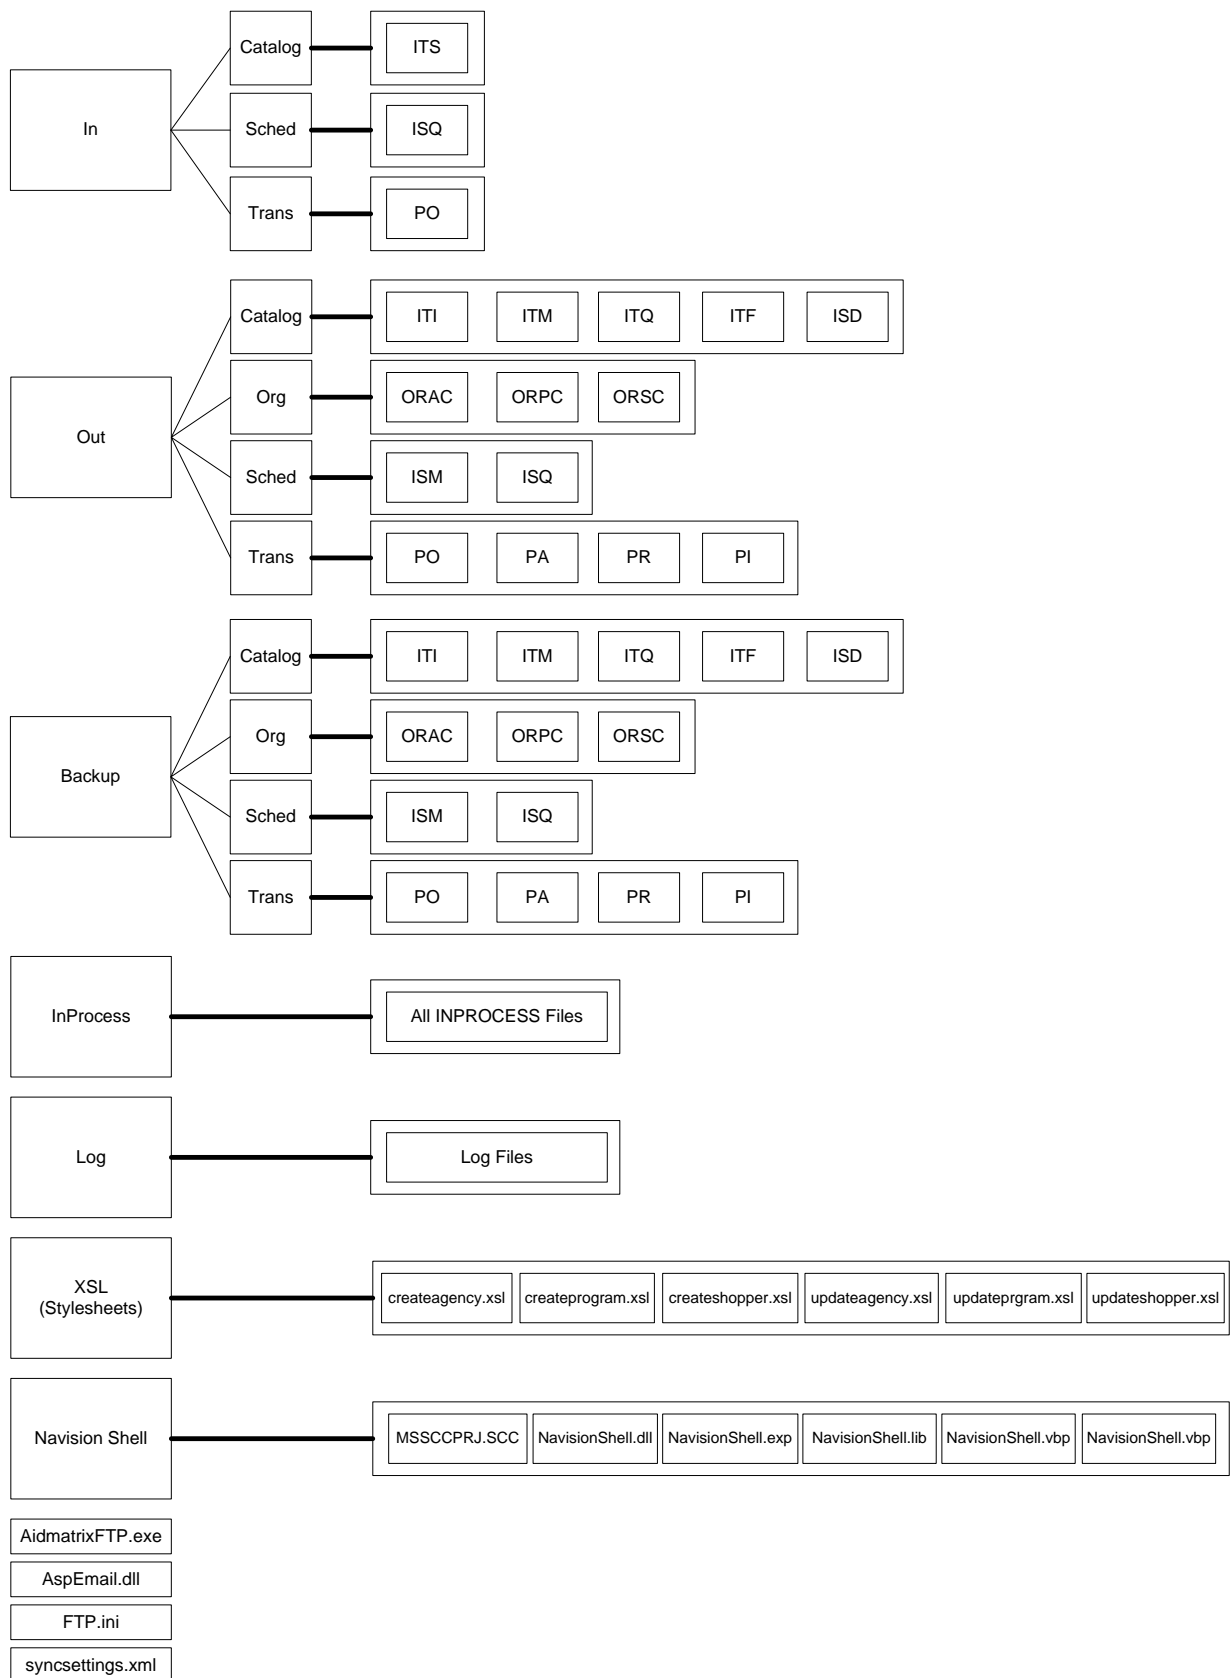 In
Catalog
ITS
Sched
ISQ
Trans
PO
Out
Catalog
ITI ITM ITQ ITF ISD
Org
ORAC ORPC ORSC
Sched
ISM ISQ
Trans
PO PA PR PI
Backup
Catalog
ITI ITM ITQ ITF ISD
Org
ORAC ORPC ORSC
Sched
ISM ISQ
Trans
PO PA PR PI
InProcess
All INPROCESS Files
Log
Log Files
XSL
(Stylesheets)
createagency.xsl createprogram.xsl createshopper.xsl updateagency.xsl updateprgram.xsl updateshopper.xsl
Navision Shell
MSSCCPRJ.SCC NavisionShell.dll NavisionShell.exp NavisionShell.lib NavisionShell.vbp NavisionShell.vbp
AidmatrixFTP.exe
AspEmail.dll
FTP.ini
syncsettings.xml